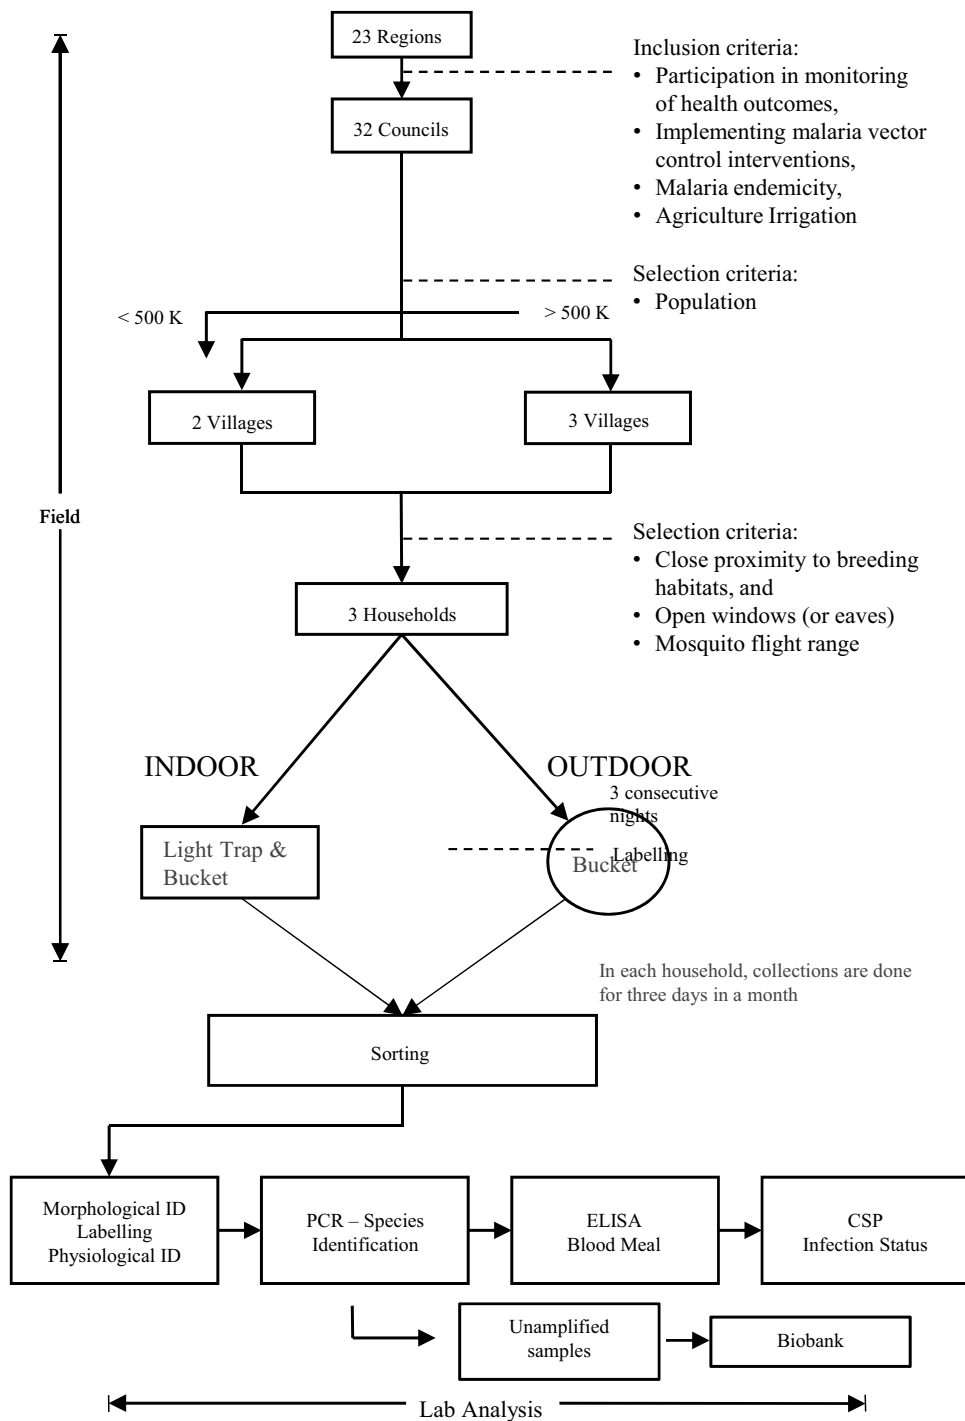 23 Regions
Inclusion criteria:
• Participation in monitoring
of health outcomes,
• Implementing malaria vector
control interventions,
• Malaria endemicity,
• Agriculture Irrigation
32 Councils
Selection criteria:
• Population
< 500 K
> 500 K
2 Villages
3 Villages
Field
Selection criteria:
• Close proximity to breeding
habitats, and
• Open windows (or eaves)
• Mosquito flight range
3 Households
INDOOR
OUTDOOR
3 consecutive
nights
Labelling
Light Trap &
Bucket
Bucket
In each household, collections are done
for three days in a month
Sorting
Morphological ID
Labelling
Physiological ID
PCR – Species
Identification
ELISA
Blood Meal
CSP
Infection Status
Unamplified
samples
Biobank
Lab Analysis